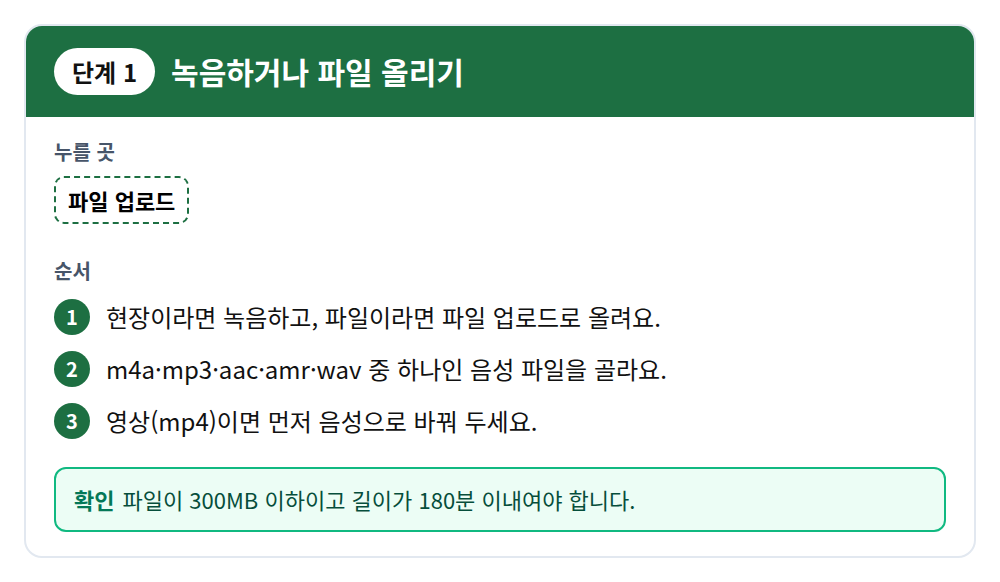 단계 1 녹음하거나 파일 올리기
누를 곳
파일 업로드
순서
1 현장이라면 녹음하고, 파일이라면 파일 업로드로 올려요.
2 m4a·mp3·aac·amr·wav 중 하나인 음성 파일을 골라요.
3 영상(mp4)이면 먼저 음성으로 바꿔 두세요.
확인 파일이 300MB 이하이고 길이가 180분 이내여야 합니다.